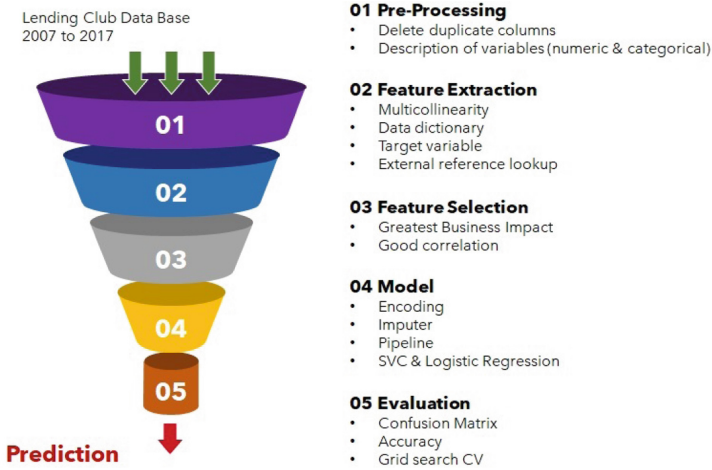 Lending Club Data Base
2007 to 2017
01
02
03
04
05
Prediction
01 Pre-Processing
• Delete duplicate columns
• Description of variables (numeric & categorical)
02 Feature Extraction
• Multicollinearity
• Data dictionary
• Target variable
• External reference lookup
03 Feature Selection
• Greatest Business Impact
• Good correlation
04 Model
• Encoding
• Imputer
• Pipeline
• SVC & Logistic Regression
05 Evaluation
• Confusion Matrix
• Accuracy
• Grid search CV